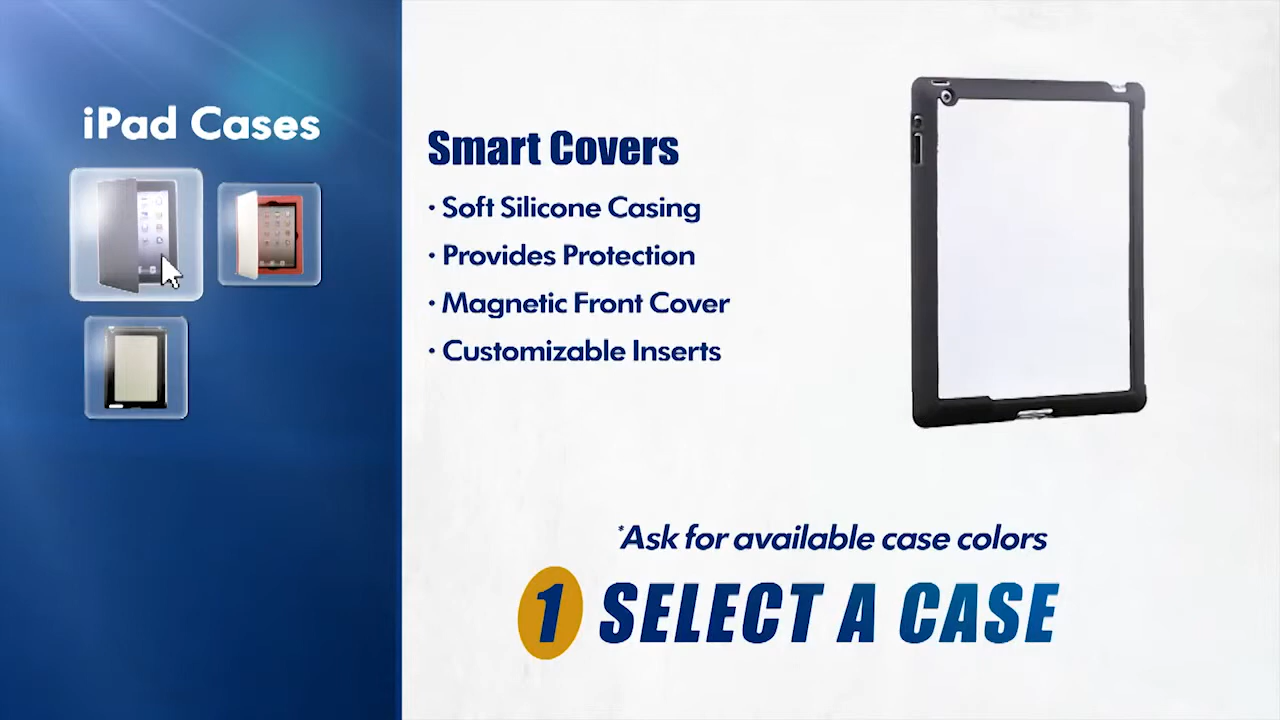 iPad Cases
Smart Covers
· Soft Silicone Casing
· Provides Protection
· Magnetic Front Cover
· Customizable Inserts
*Ask for available case colors
1 SELECT A CASE